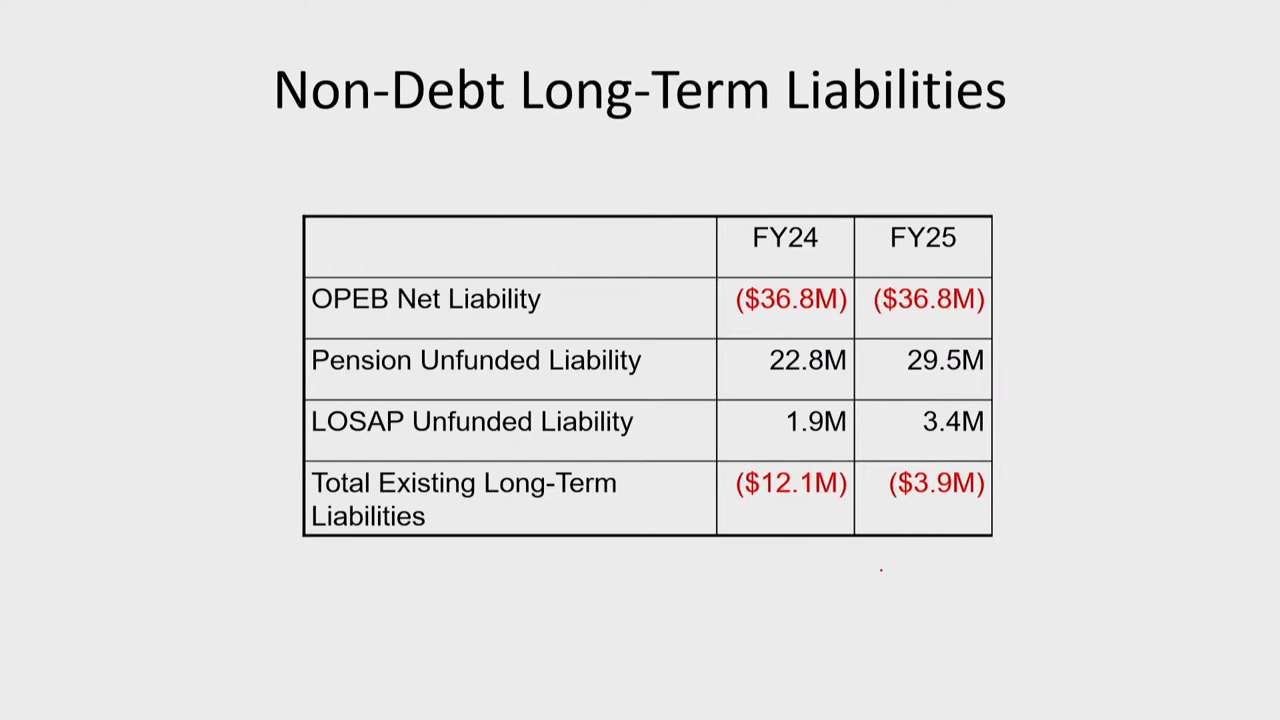 Non-Debt Long-Term Liabilities
FY24 FY25
OPEB Net Liability ($36.8M) ($36.8M)
Pension Unfunded Liability 22.8M 29.5M
LOSAP Unfunded Liability 1.9M 3.4M
Total Existing Long-Term ($12.1M) ($3.9M)
Liabilities